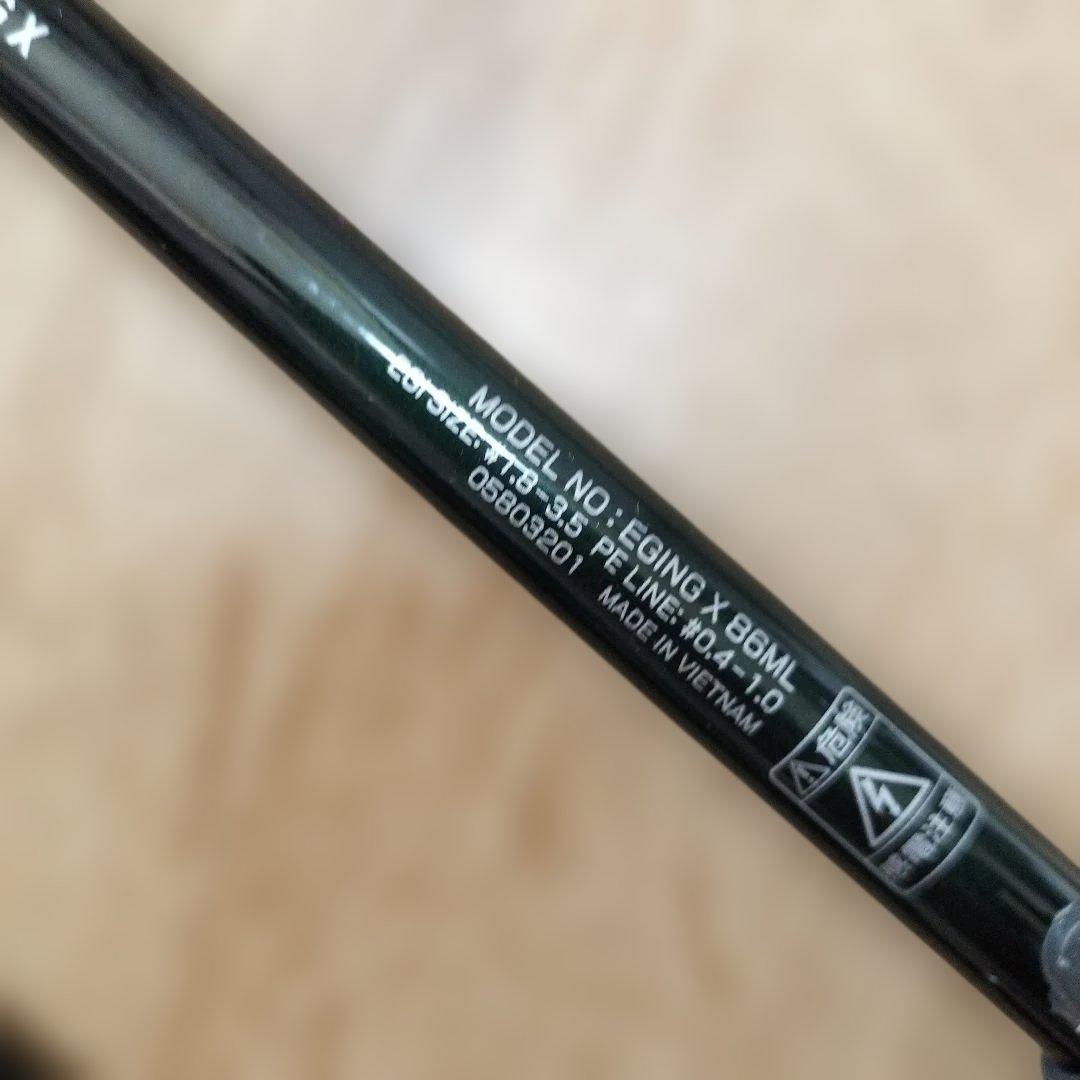 X
MODEL NO : EGING X 86ML
EGI SIZE: #1.8-3.5 PE LINE: #0.4-1.0
05803201 MADE IN VIETNAM
危険
感電注意